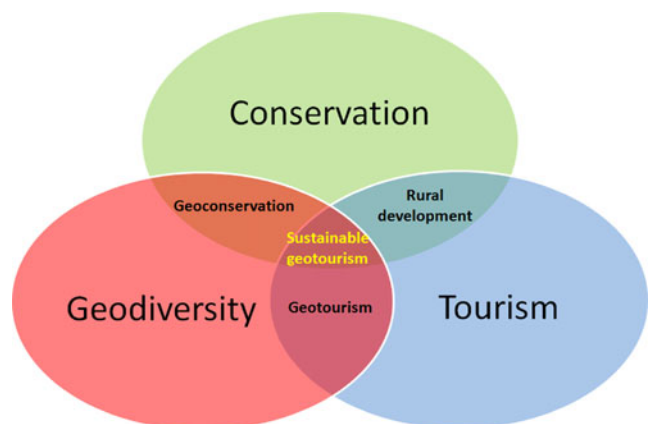 Conservation
Geoconservation
Rural
development
Sustainable
geotourism
Geodiversity
Geotourism
Tourism